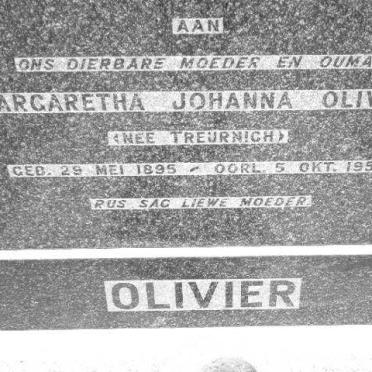 AAN
ONS DIERBARE MOEDER EN OUMA
ARGARETHA JOHANNA OLIV
(NEE TREURNICH)
GEB. 29 MEI 1895 - OORL. 5 OKT. 195
RUS SAG LIEWE MOEDER
OLIVIER